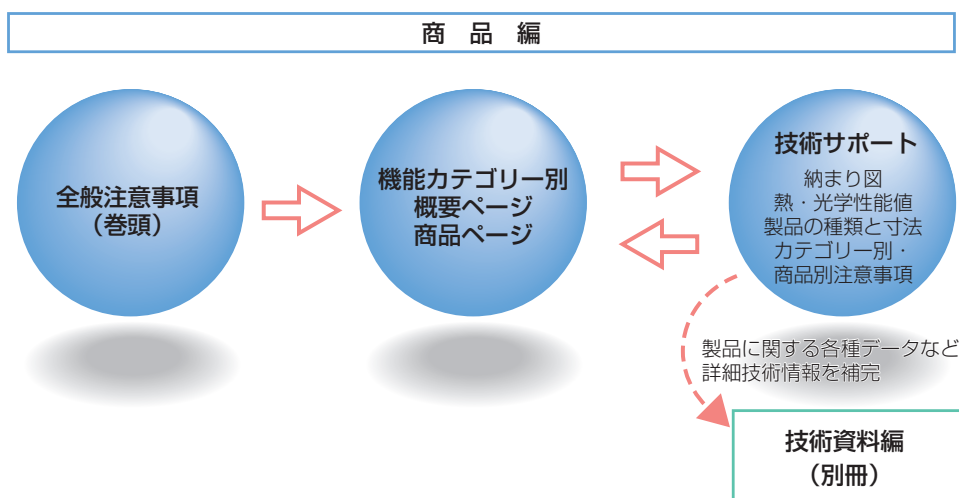 商品編
全般注意事項
（巻頭）
機能カテゴリー別
概要ページ
商品ページ
技術サポート
納まり図
熱・光学性能値
製品の種類と寸法
カテゴリー別・
商品別注意事項
製品に関する各種データなど
詳細技術情報を補完
技術資料編
（別冊）